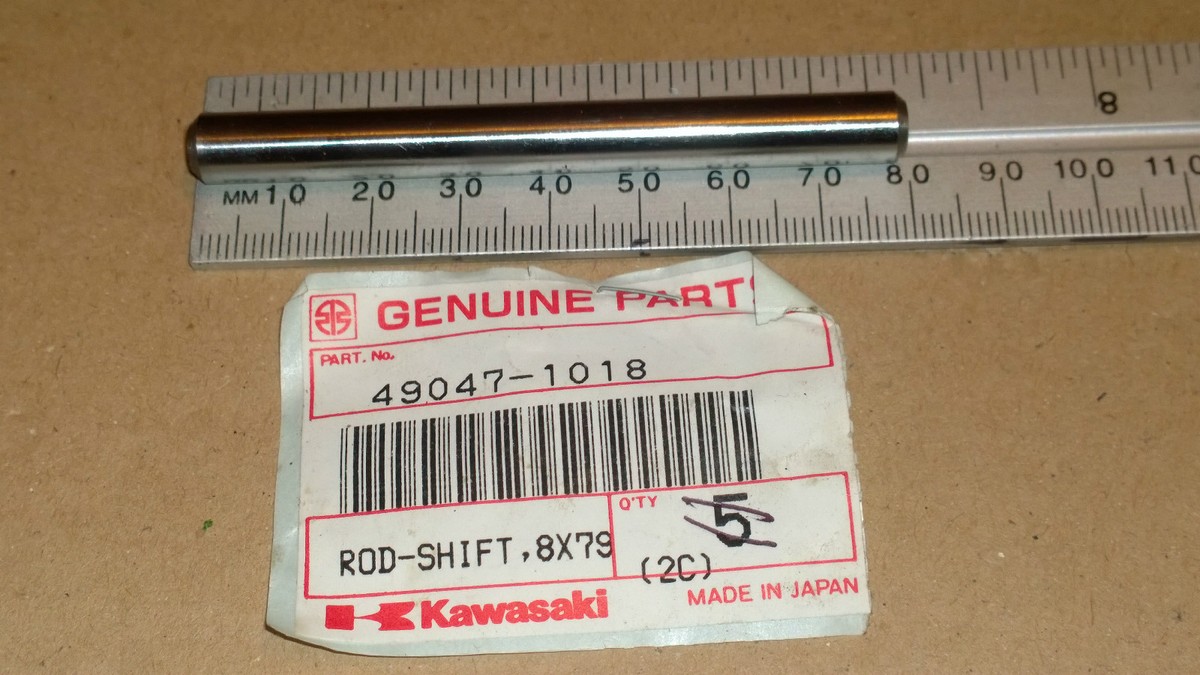 8
MM 10 20 30 40 50 60 70 80 90 100 110
GENUINE PARTS
PART. No.
49047-1018
Q'TY
5
ROD-SHIFT,8X79
(2C)
Kawasaki
MADE IN JAPAN